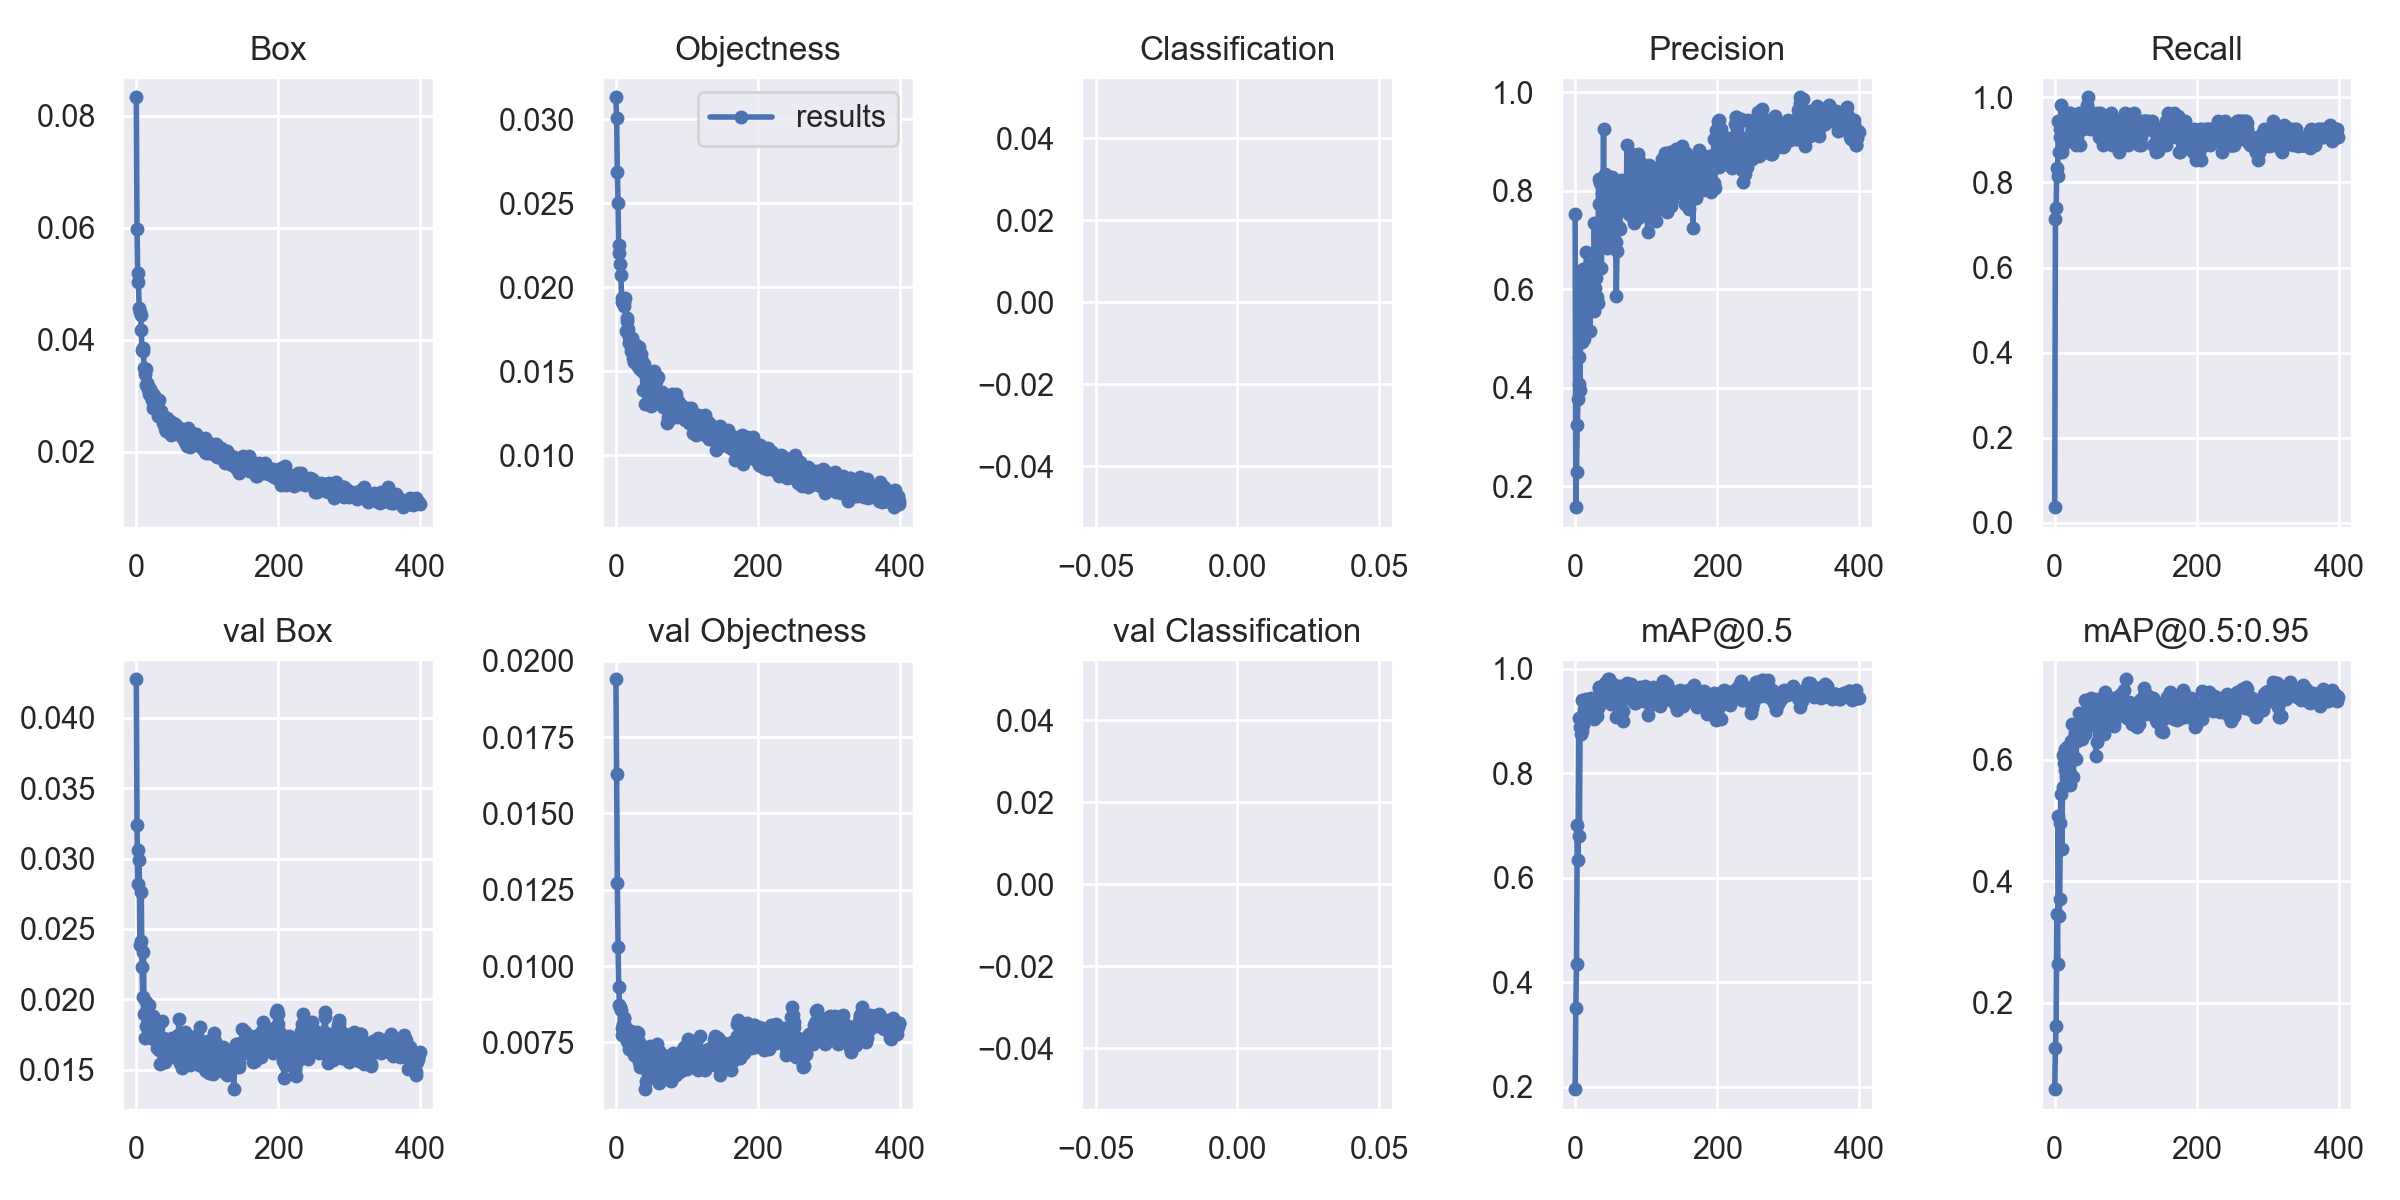 Box
0.08
0.06
0.04
0.02
0 200 400
Objectness
results
0.030
0.025
0.020
0.015
0.010
0 200 400
Classification
0.04
0.02
0.00
−0.02
−0.04
−0.05 0.00 0.05
Precision
1.0
0.8
0.6
0.4
0.2
0 200 400
Recall
1.0
0.8
0.6
0.4
0.2
0.0
0 200 400
val Box
0.040
0.035
0.030
0.025
0.020
0.015
0 200 400
val Objectness
0.0200
0.0175
0.0150
0.0125
0.0100
0.0075
0 200 400
val Classification
0.04
0.02
0.00
−0.02
−0.04
−0.05 0.00 0.05
mAP@0.5
1.0
0.8
0.6
0.4
0.2
0 200 400
mAP@0.5:0.95
0.6
0.4
0.2
0 200 400